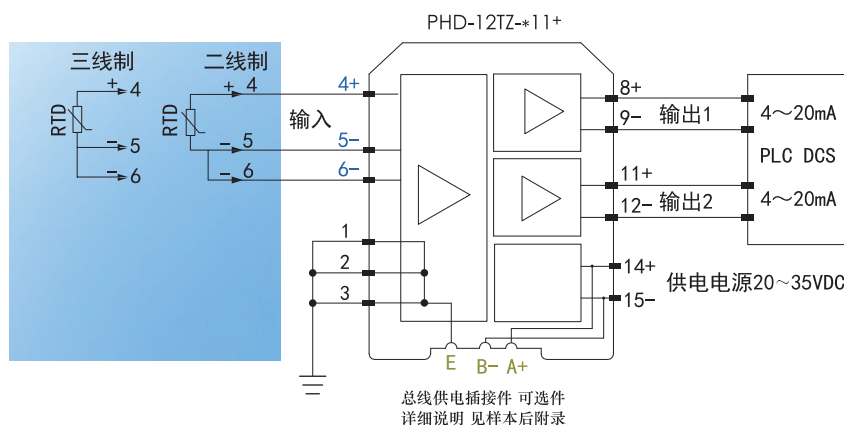 PHD-12TZ-*11+
三线制
二线制
+ 4
RTD
- 5
- 6
+ 4
RTD
- 5
- 6
输入
4+
5-
6-
1
2
3
8+
9-
输出1
11+
12-
输出2
14+
15-
4～20mA
PLC DCS
4～20mA
供电电源20～35VDC
E
B- A+
总线供电插接件 可选件
详细说明 见样本后附录